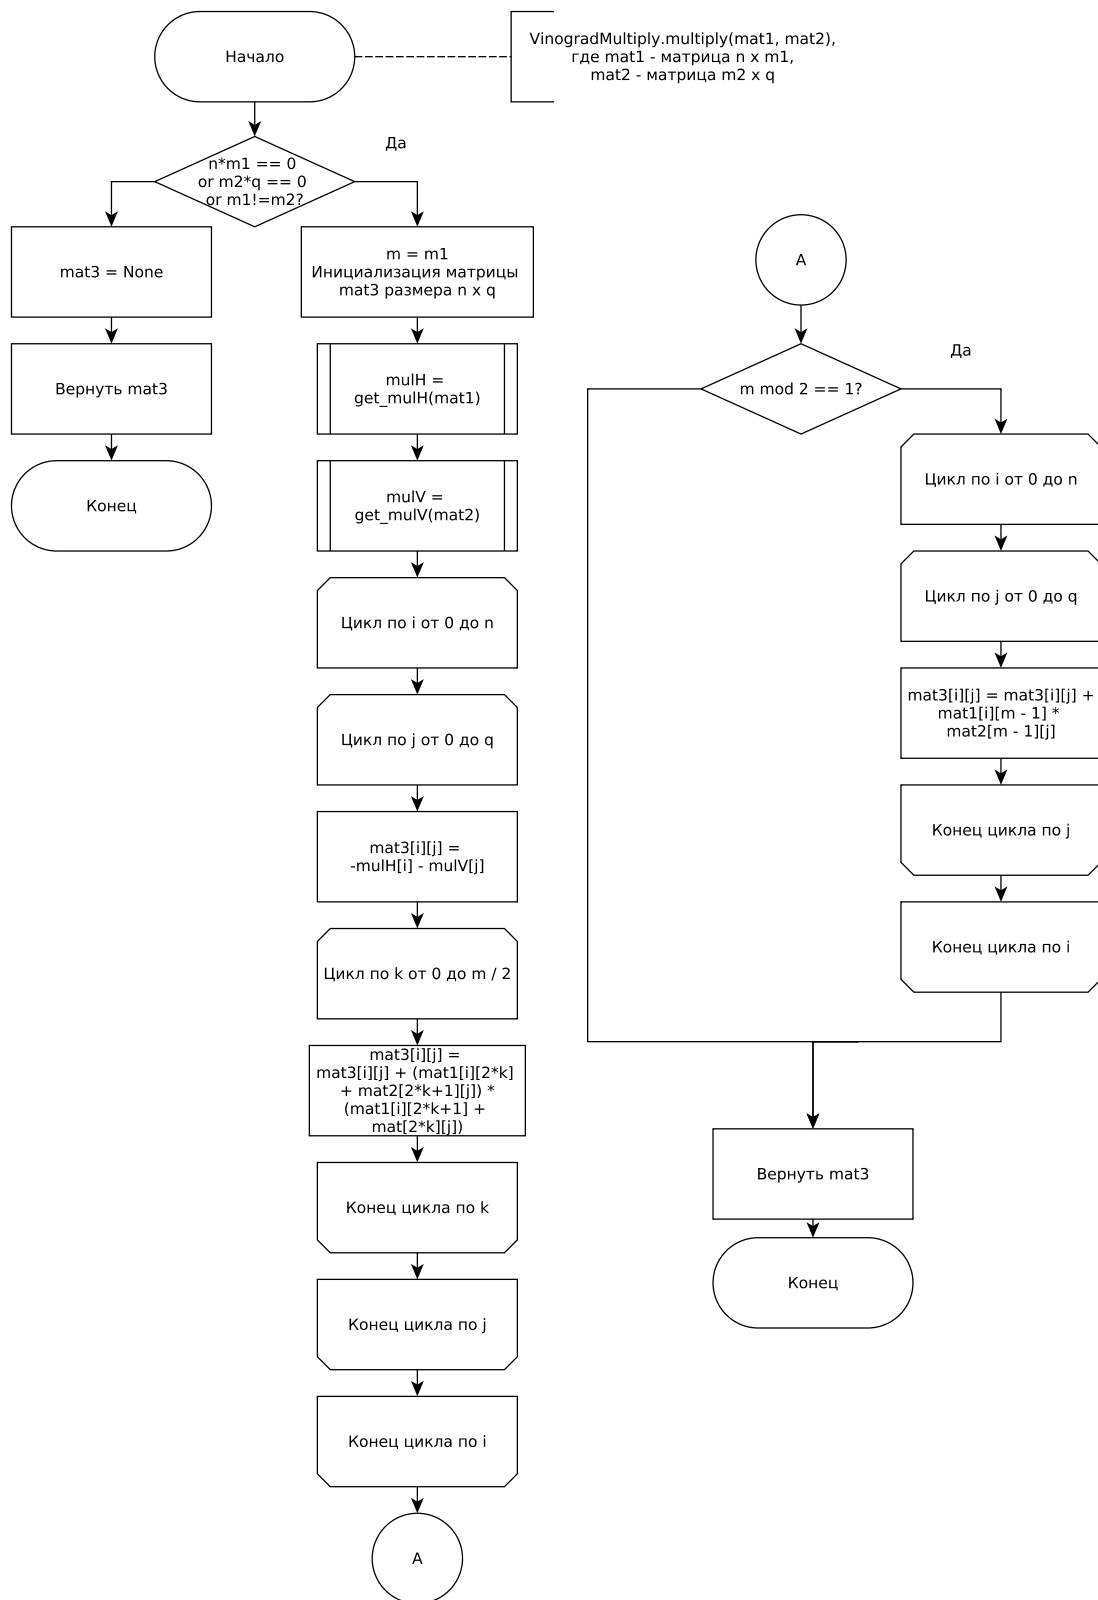 Начало
VinogradMultiply.multiply(mat1, mat2),
где mat1 - матрица n x m1,
mat2 - матрица m2 x q
Да
n*m1 == 0
or m2*q == 0
or m1!=m2?
mat3 = None
Вернуть mat3
Конец
m = m1
Инициализация матрицы
mat3 размера n x q
mulH =
get_mulH(mat1)
mulV =
get_mulV(mat2)
Цикл по i от 0 до n
Цикл по j от 0 до q
mat3[i][j] =
-mulH[i] - mulV[j]
Цикл по k от 0 до m / 2
mat3[i][j] =
mat3[i][j] + (mat1[i][2*k]
+ mat2[2*k+1][j]) *
(mat1[i][2*k+1] +
mat[2*k][j])
Конец цикла по k
Конец цикла по j
Конец цикла по i
A
A
Да
m mod 2 == 1?
Цикл по i от 0 до n
Цикл по j от 0 до q
mat3[i][j] = mat3[i][j] +
mat1[i][m - 1] *
mat2[m - 1][j]
Конец цикла по j
Конец цикла по i
Вернуть mat3
Конец